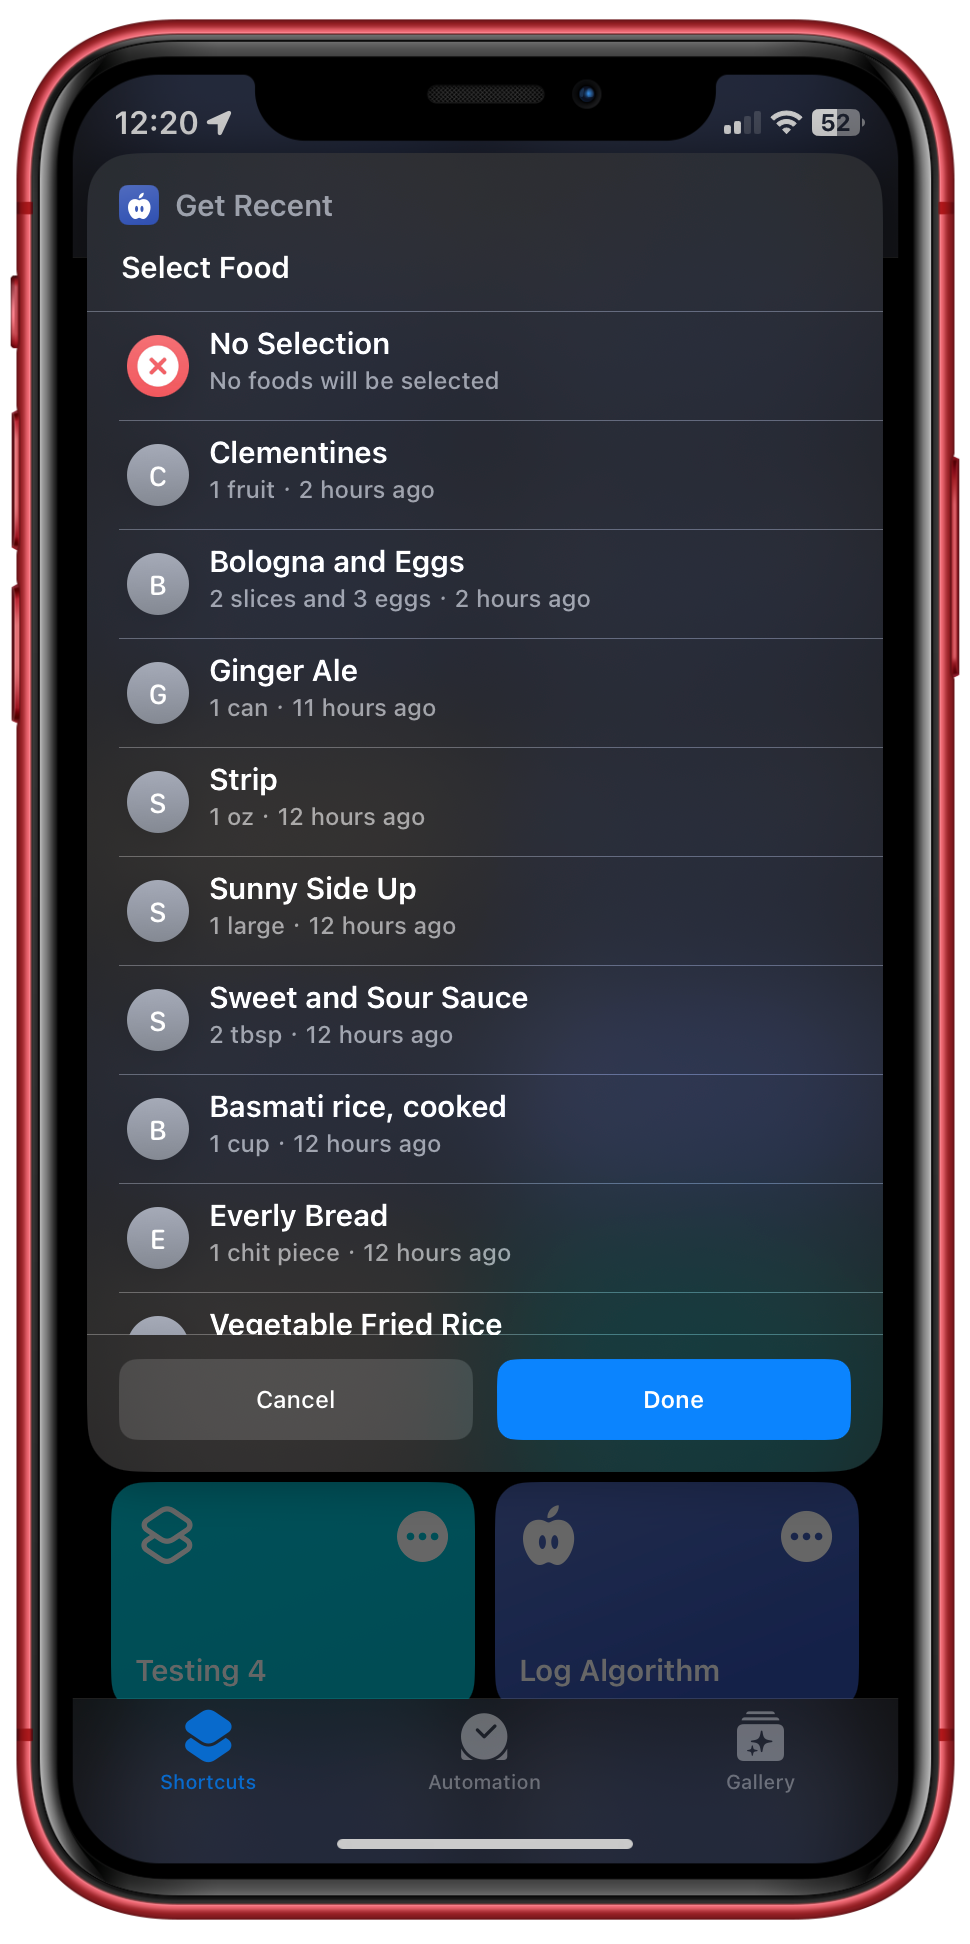 12:20
52
Get Recent
Select Food
No Selection
No foods will be selected
C
Clementines
1 fruit · 2 hours ago
B
Bologna and Eggs
2 slices and 3 eggs · 2 hours ago
G
Ginger Ale
1 can · 11 hours ago
S
Strip
1 oz · 12 hours ago
S
Sunny Side Up
1 large · 12 hours ago
S
Sweet and Sour Sauce
2 tbsp · 12 hours ago
B
Basmati rice, cooked
1 cup · 12 hours ago
E
Everly Bread
1 chit piece · 12 hours ago
Vegetable Fried Rice
Cancel
Done
Testing 4
Log Algorithm
Shortcuts
Automation
Gallery